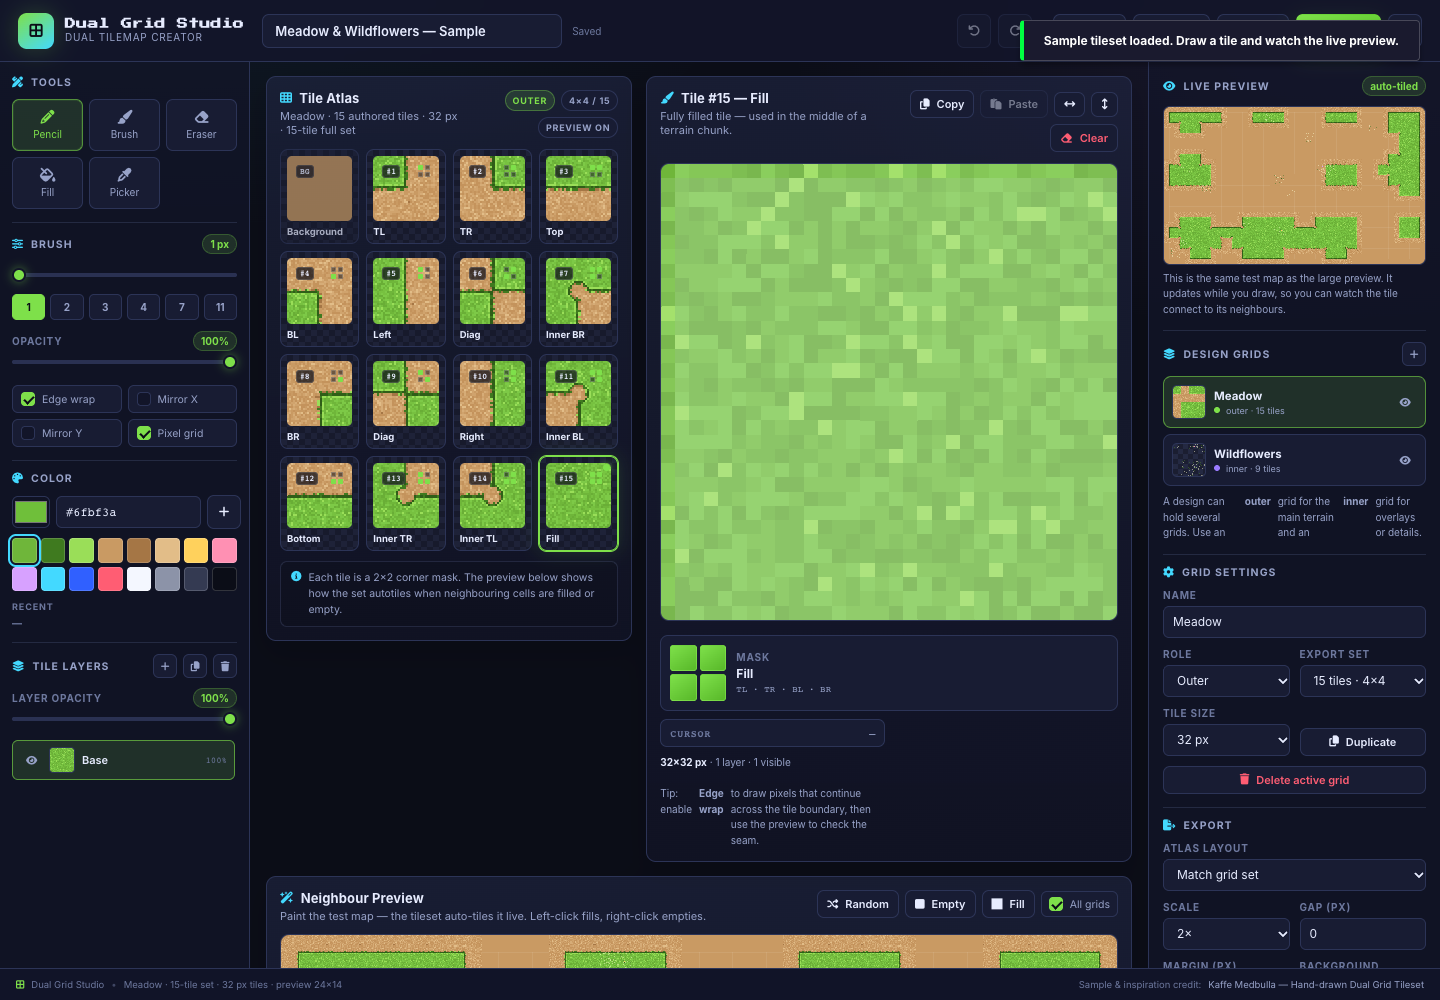 Dual Grid Studio
DUAL TILEMAP CREATOR
Meadow & Wildflowers — Sample
Saved
Sample tileset loaded. Draw a tile and watch the live preview.
TOOLS
Pencil
Brush
Eraser
Fill
Picker
BRUSH
1 px
1
2
3
4
7
11
OPACITY
100%
Edge wrap
Mirror X
Mirror Y
Pixel grid
COLOR
#6fbf3a
+
RECENT
—
TILE LAYERS
LAYER OPACITY
100%
Base
100%
Tile Atlas
OUTER
4×4 / 15
Meadow · 15 authored tiles · 32 px
· 15-tile full set
PREVIEW ON
BG
Background
#1
TL
#2
TR
#3
Top
#4
BL
#5
Left
#6
Diag
#7
Inner BR
#8
BR
#9
Diag
#10
Right
#11
Inner BL
#12
Bottom
#13
Inner TR
#14
Inner TL
#15
Fill
Each tile is a 2×2 corner mask. The preview below shows
how the set autotiles when neighbouring cells are filled or
empty.
Tile #15 — Fill
Fully filled tile — used in the middle of a
terrain chunk.
Copy
Paste
Clear
MASK
Fill
TL · TR · BL · BR
CURSOR
—
32×32 px · 1 layer · 1 visible
Tip: enable
Edge wrap
to draw pixels that continue
across the tile boundary, then
use the preview to check the
seam.
Neighbour Preview
Paint the test map — the tileset auto-tiles it live. Left-click fills, right-click empties.
Random
Empty
Fill
All grids
LIVE PREVIEW
auto-tiled
This is the same test map as the large preview. It
updates while you draw, so you can watch the tile
connect to its neighbours.
DESIGN GRIDS
Meadow
outer · 15 tiles
Wildflowers
inner · 9 tiles
A design can
hold several
grids. Use an
outer
grid for the
main terrain
and an
inner
grid for
overlays
or details.
GRID SETTINGS
NAME
Meadow
ROLE
EXPORT SET
Outer
15 tiles · 4×4
TILE SIZE
32 px
Duplicate
Delete active grid
EXPORT
ATLAS LAYOUT
Match grid set
SCALE
GAP (PX)
2×
0
MARGIN (PX)
BACKGROUND
Dual Grid Studio • Meadow · 15-tile set · 32 px tiles · preview 24×14
Sample & inspiration credit: Kaffe Medbulla — Hand-drawn Dual Grid Tileset